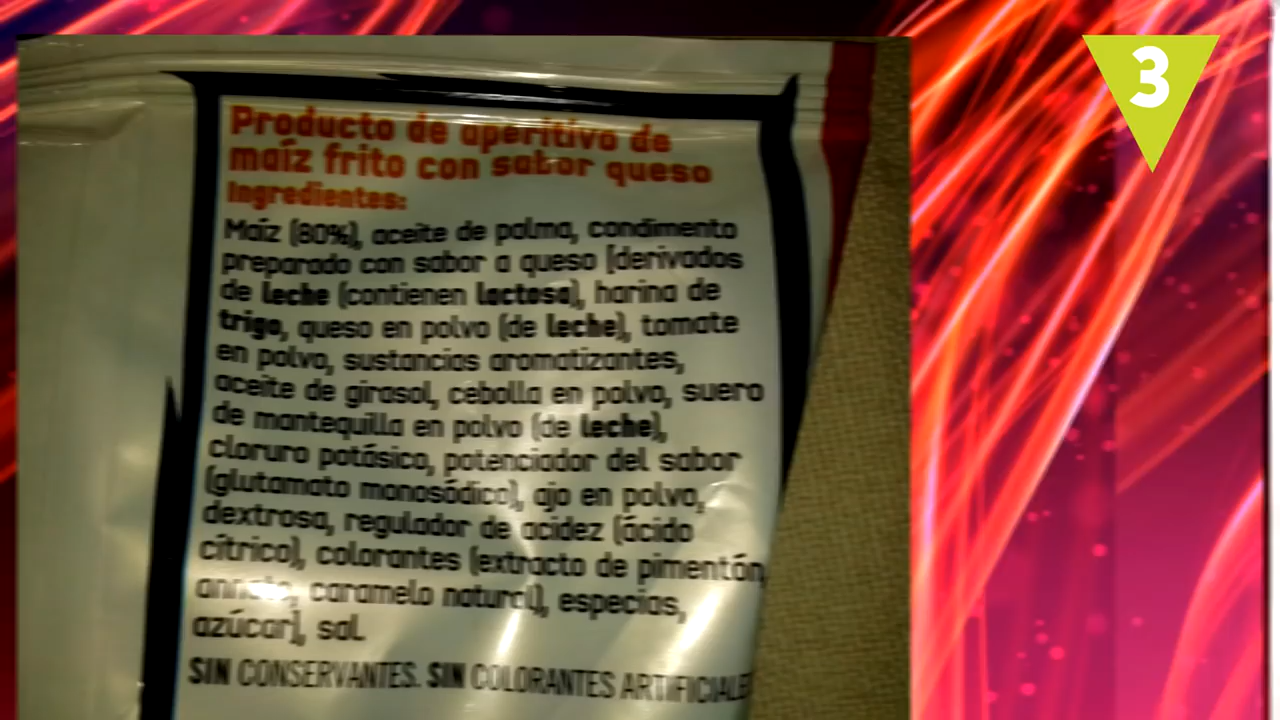 3
Producto de aperitivo de
maíz frito con sabor queso
Ingredientes:
Maíz (80%), aceite de palma, condimento
preparado con sabor a queso [derivados
de leche (contienen lactosa), harina de
trigo, queso en polvo (de leche), tomate
en polvo, sustancias aromatizantes,
aceite de girasol, cebolla en polvo, suero
de mantequilla en polvo (de leche),
cloruro potásico, potenciador del sabor
(glutamato monosódico), ajo en polvo,
dextrosa, regulador de acidez (ácido
cítrico), colorantes (extracto de pimentón,
annato, caramelo natural), especias,
azúcar], sal.
SIN CONSERVANTES. SIN COLORANTES ARTIFICIALE